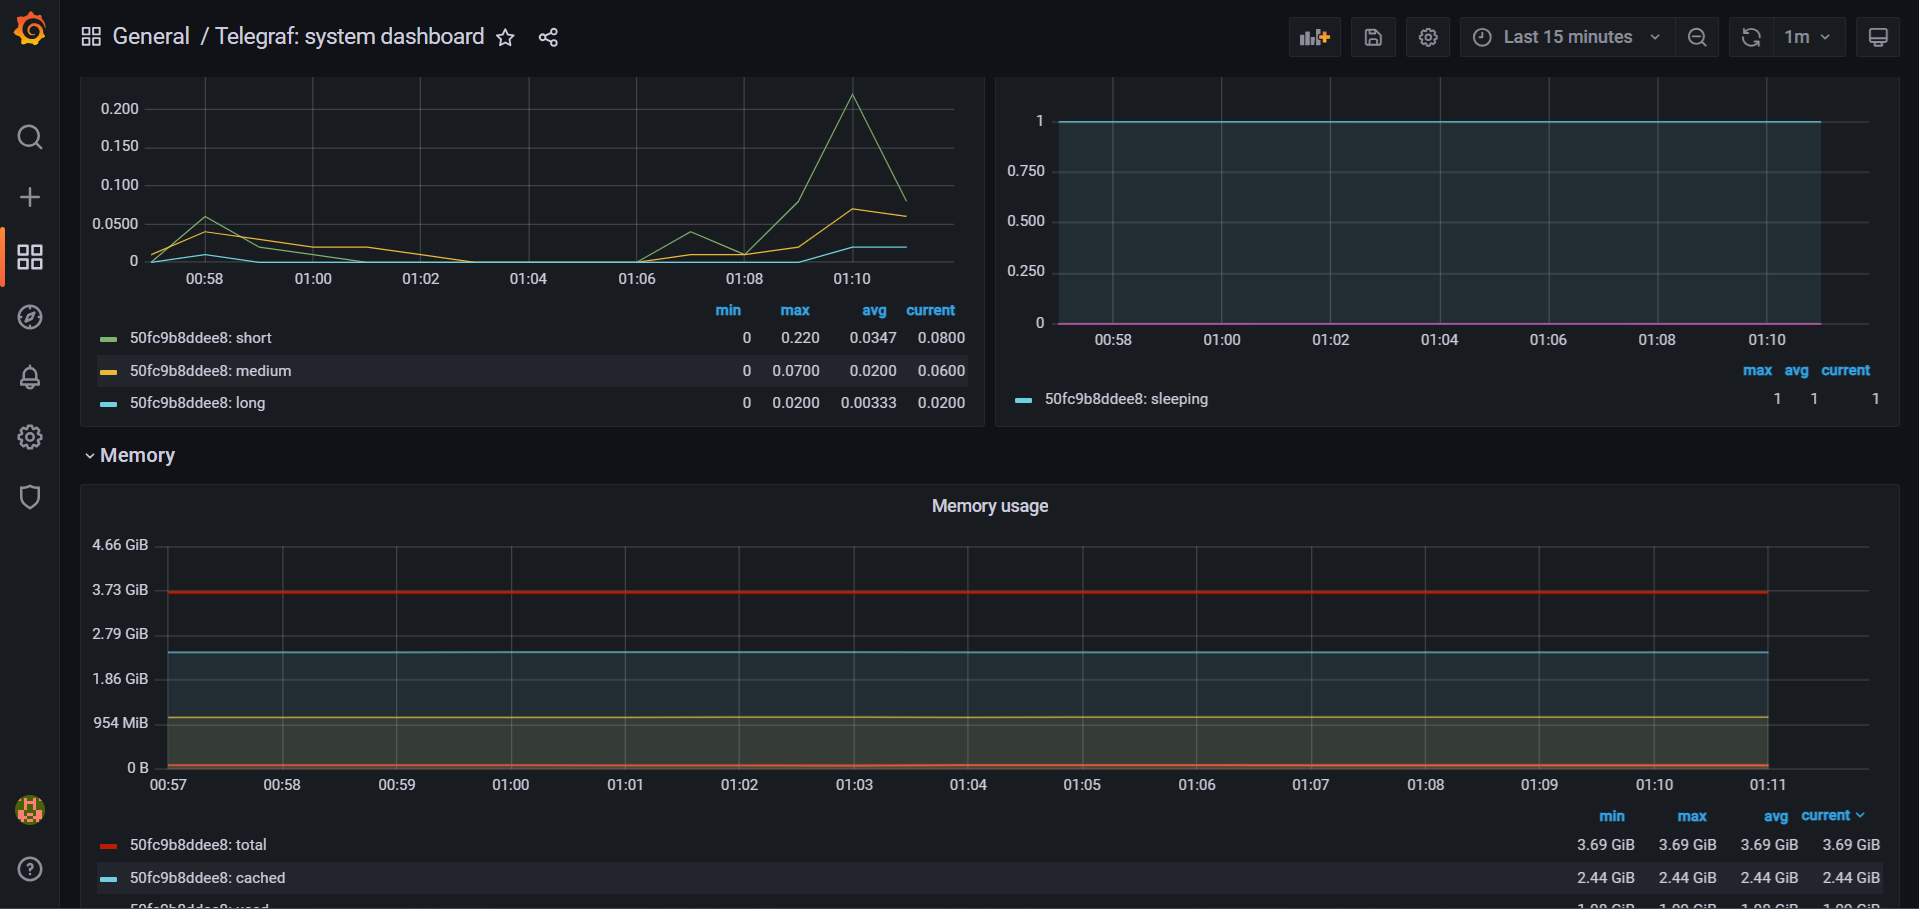 General / Telegraf: system dashboard
Last 15 minutes
1m
0.200
0.150
0.100
0.0500
0
00:58 01:00 01:02 01:04 01:06 01:08 01:10
min max avg current
50fc9b8ddee8: short 0 0.220 0.0347 0.0800
50fc9b8ddee8: medium 0 0.0700 0.0200 0.0600
50fc9b8ddee8: long 0 0.0200 0.00333 0.0200
1
0.750
0.500
0.250
0
00:58 01:00 01:02 01:04 01:06 01:08 01:10
max avg current
50fc9b8ddee8: sleeping 1 1 1
Memory
Memory usage
4.66 GiB
3.73 GiB
2.79 GiB
1.86 GiB
954 MiB
0 B
00:57 00:58 00:59 01:00 01:01 01:02 01:03 01:04 01:05 01:06 01:07 01:08 01:09 01:10 01:11
min max avg current
50fc9b8ddee8: total 3.69 GiB 3.69 GiB 3.69 GiB 3.69 GiB
50fc9b8ddee8: cached 2.44 GiB 2.44 GiB 2.44 GiB 2.44 GiB